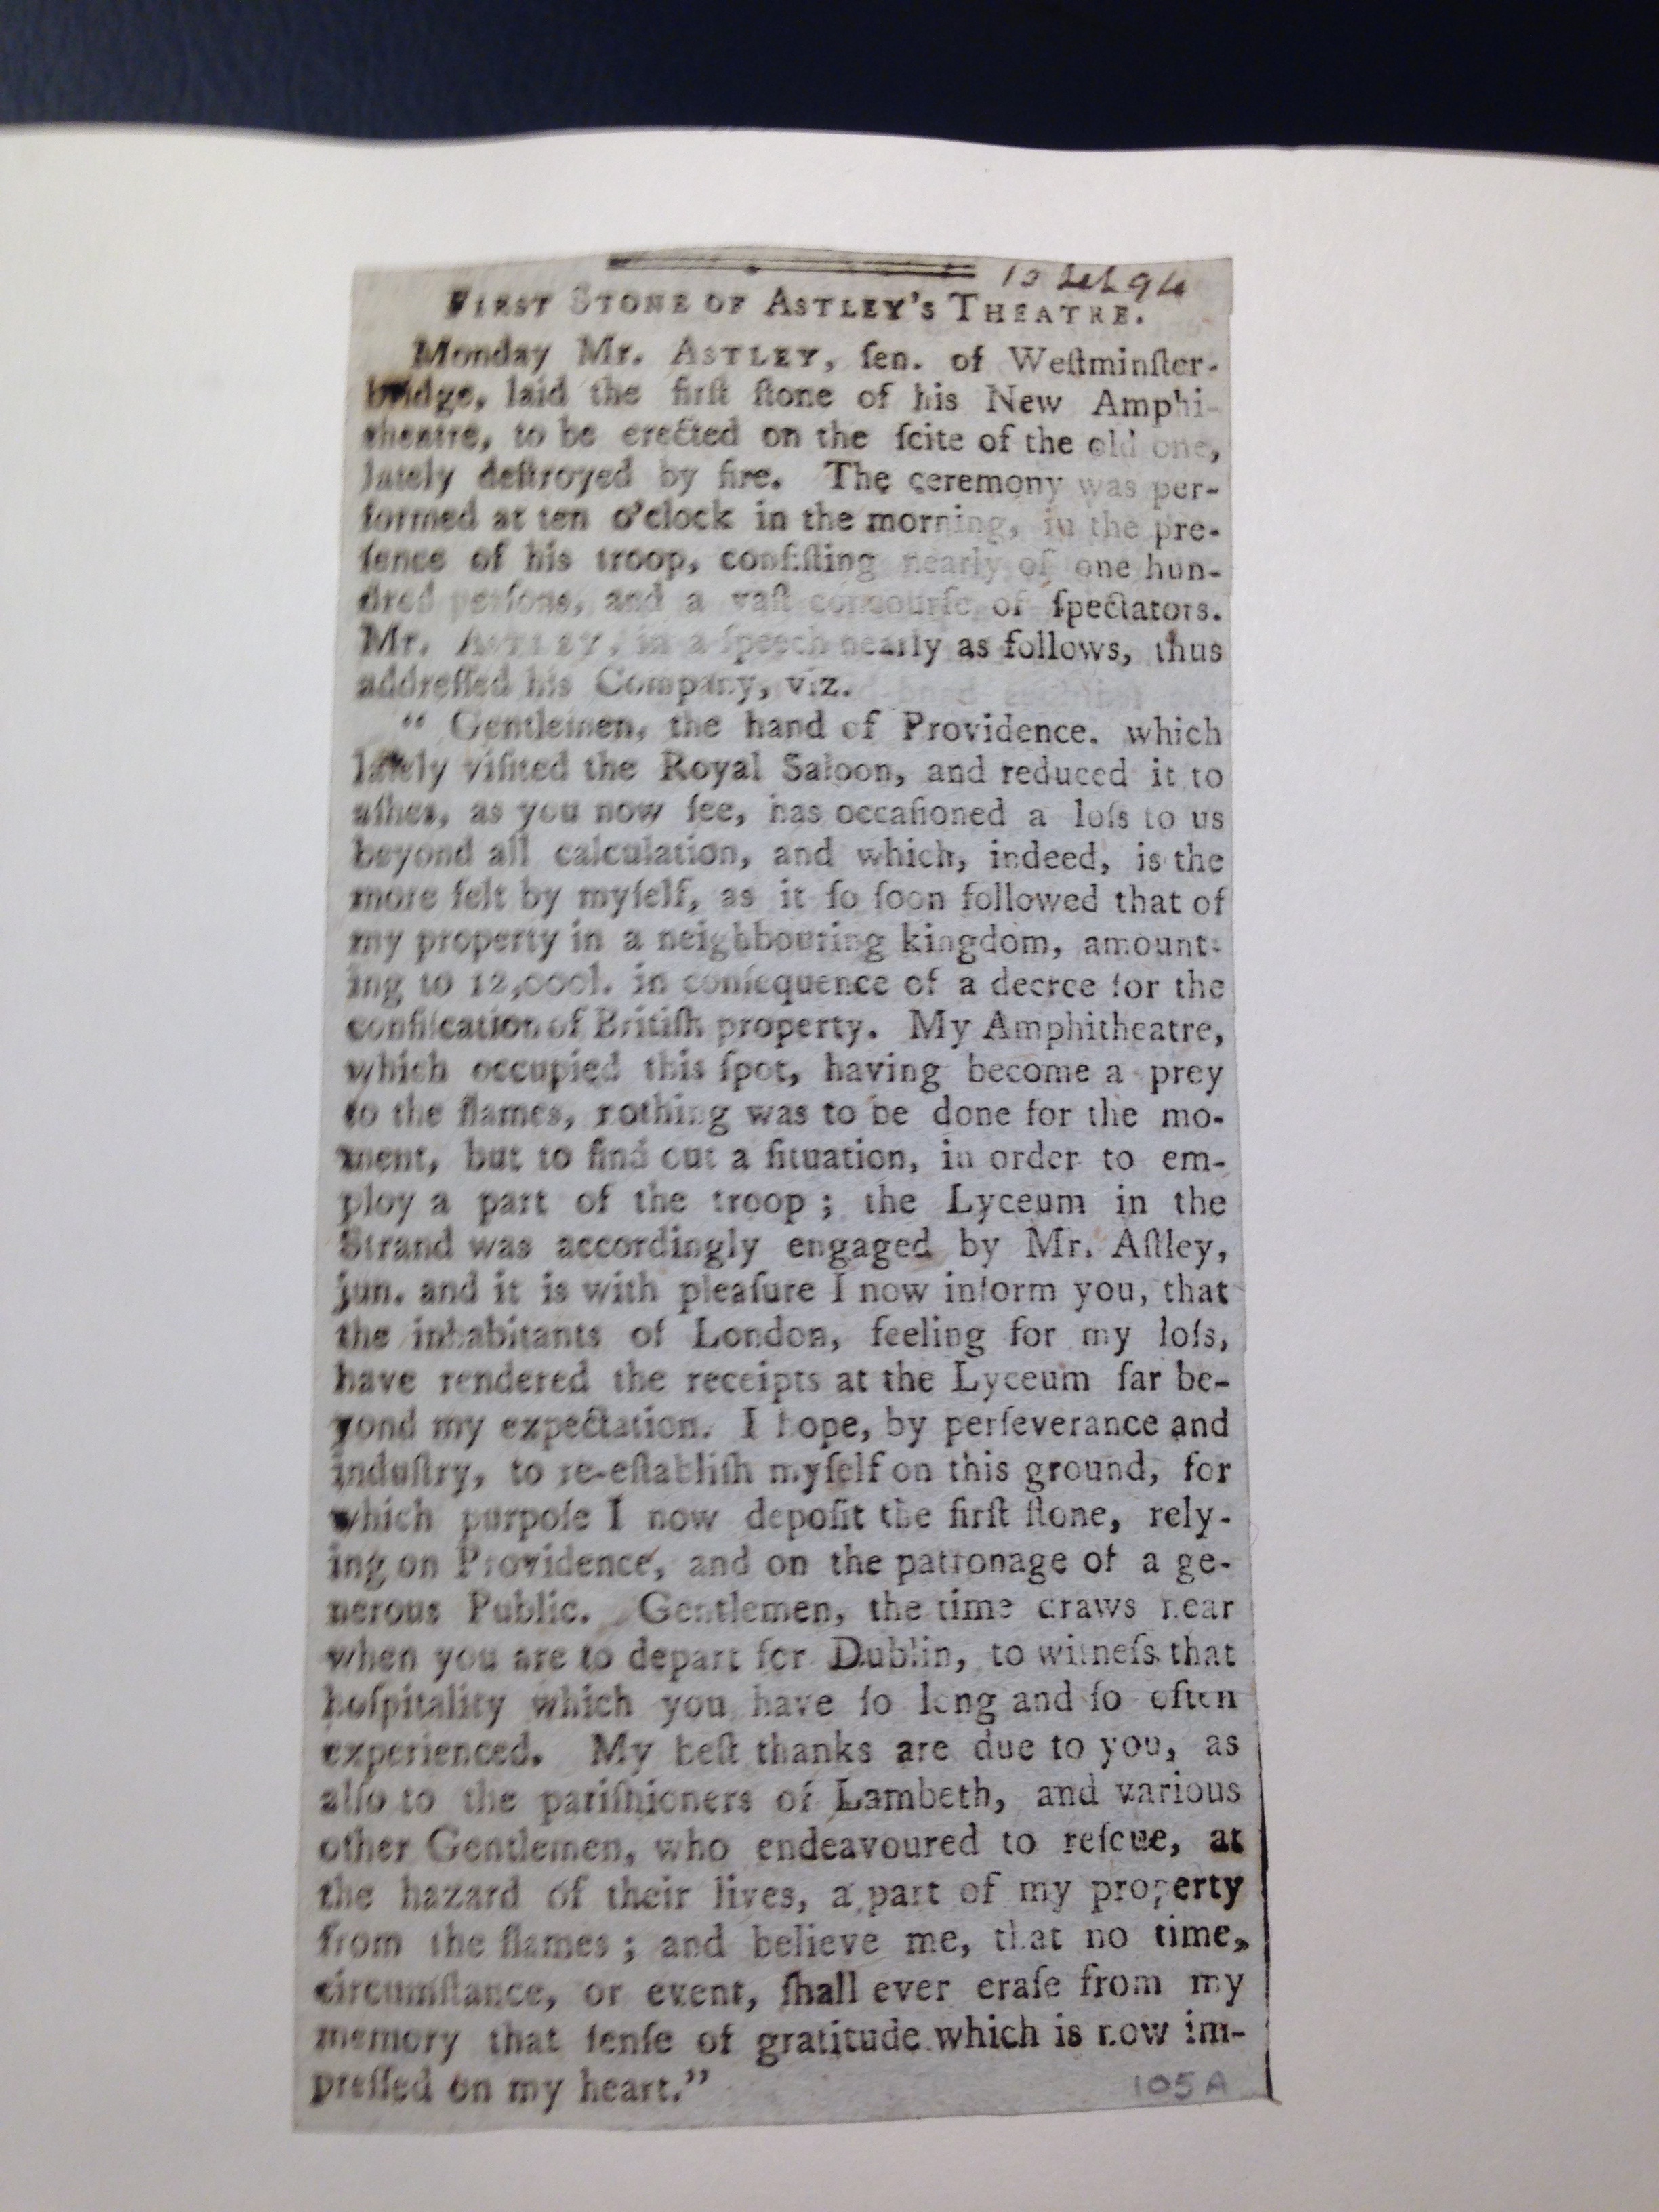 FIRST STONE OF ASTLEY'S THEATRE.
Monday Mr. ASTLEY, ſen. of Weſtminſter-
bridge, laid the firſt ſtone of his New Amphi-
theatre, to be erected on the ſcite of the old one,
lately deſtroyed by fire. The ceremony was per-
formed at ten o'clock in the morning, in the pre-
ſence of his troop, conſiſting nearly of one hun-
dred perſons, and a vaſt concourſe of ſpectators.
Mr. ASTLEY, in a ſpeech nearly as follows, thus
addreſſed his Company, viz.
“ Gentlemen, the hand of Providence. which
lately viſited the Royal Saloon, and reduced it to
aſhes, as you now ſee, has occaſioned a loſs to us
beyond all calculation, and which, indeed, is the
more felt by myſelf, as it ſo ſoon followed that of
my property in a neighbouring kingdom, amount-
ing to 12,000l. in conſequence of a decree for the
confiſcation of Britiſh property. My Amphitheatre,
which occupied this ſpot, having become a prey
to the flames, nothing was to be done for the mo-
ment, but to find out a ſituation, in order to em-
ploy a part of the troop ; the Lyceum in the
Strand was accordingly engaged by Mr. Aſtley,
jun. and it is with pleaſure I now inform you, that
the inhabitants of London, feeling for my loſs,
have rendered the receipts at the Lyceum far be-
yond my expectation. I hope, by perſeverance and
induſtry, to re-eſtabliſh myſelf on this ground, for
which purpoſe I now depoſit the firſt ſtone, rely-
ing on Providence, and on the patronage of a ge-
nerous Public. Gentlemen, the time draws near
when you are to depart for Dublin, to witneſs that
hoſpitality which you have ſo long and ſo often
experienced. My beſt thanks are due to you, as
alſo to the pariſhioners of Lambeth, and various
other Gentlemen, who endeavoured to reſcue, at
the hazard of their lives, a part of my property
from the flames ; and believe me, that no time,
circumſtance, or event, ſhall ever eraſe from my
memory that ſenſe of gratitude which is now im-
preſſed on my heart.”
105A